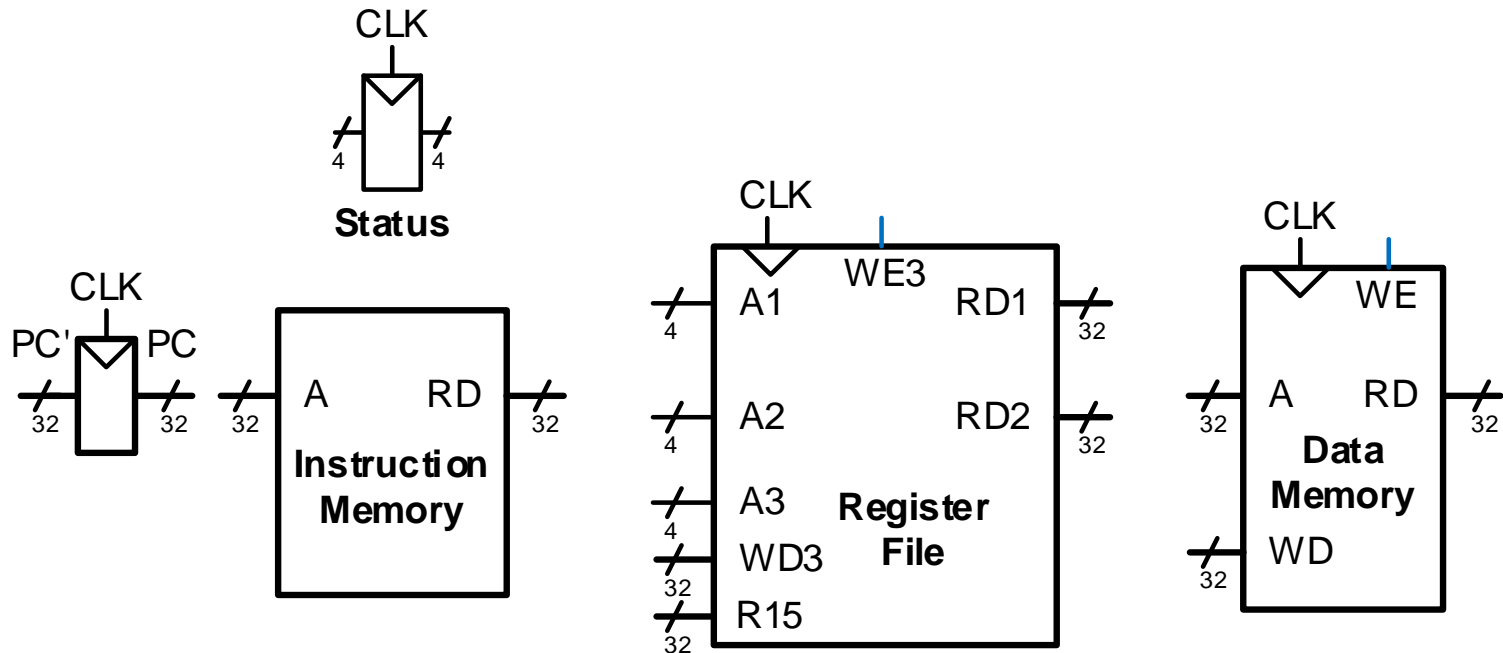 CLK
4 4
Status
CLK
PC' PC
32 32
32 A RD 32
Instruction
Memory
CLK
WE3
A1 RD1
4 32
A2 RD2
4 32
A3
4
Register
File
WD3
32
R15
32
CLK
WE
A RD
32 32
Data
Memory
WD
32